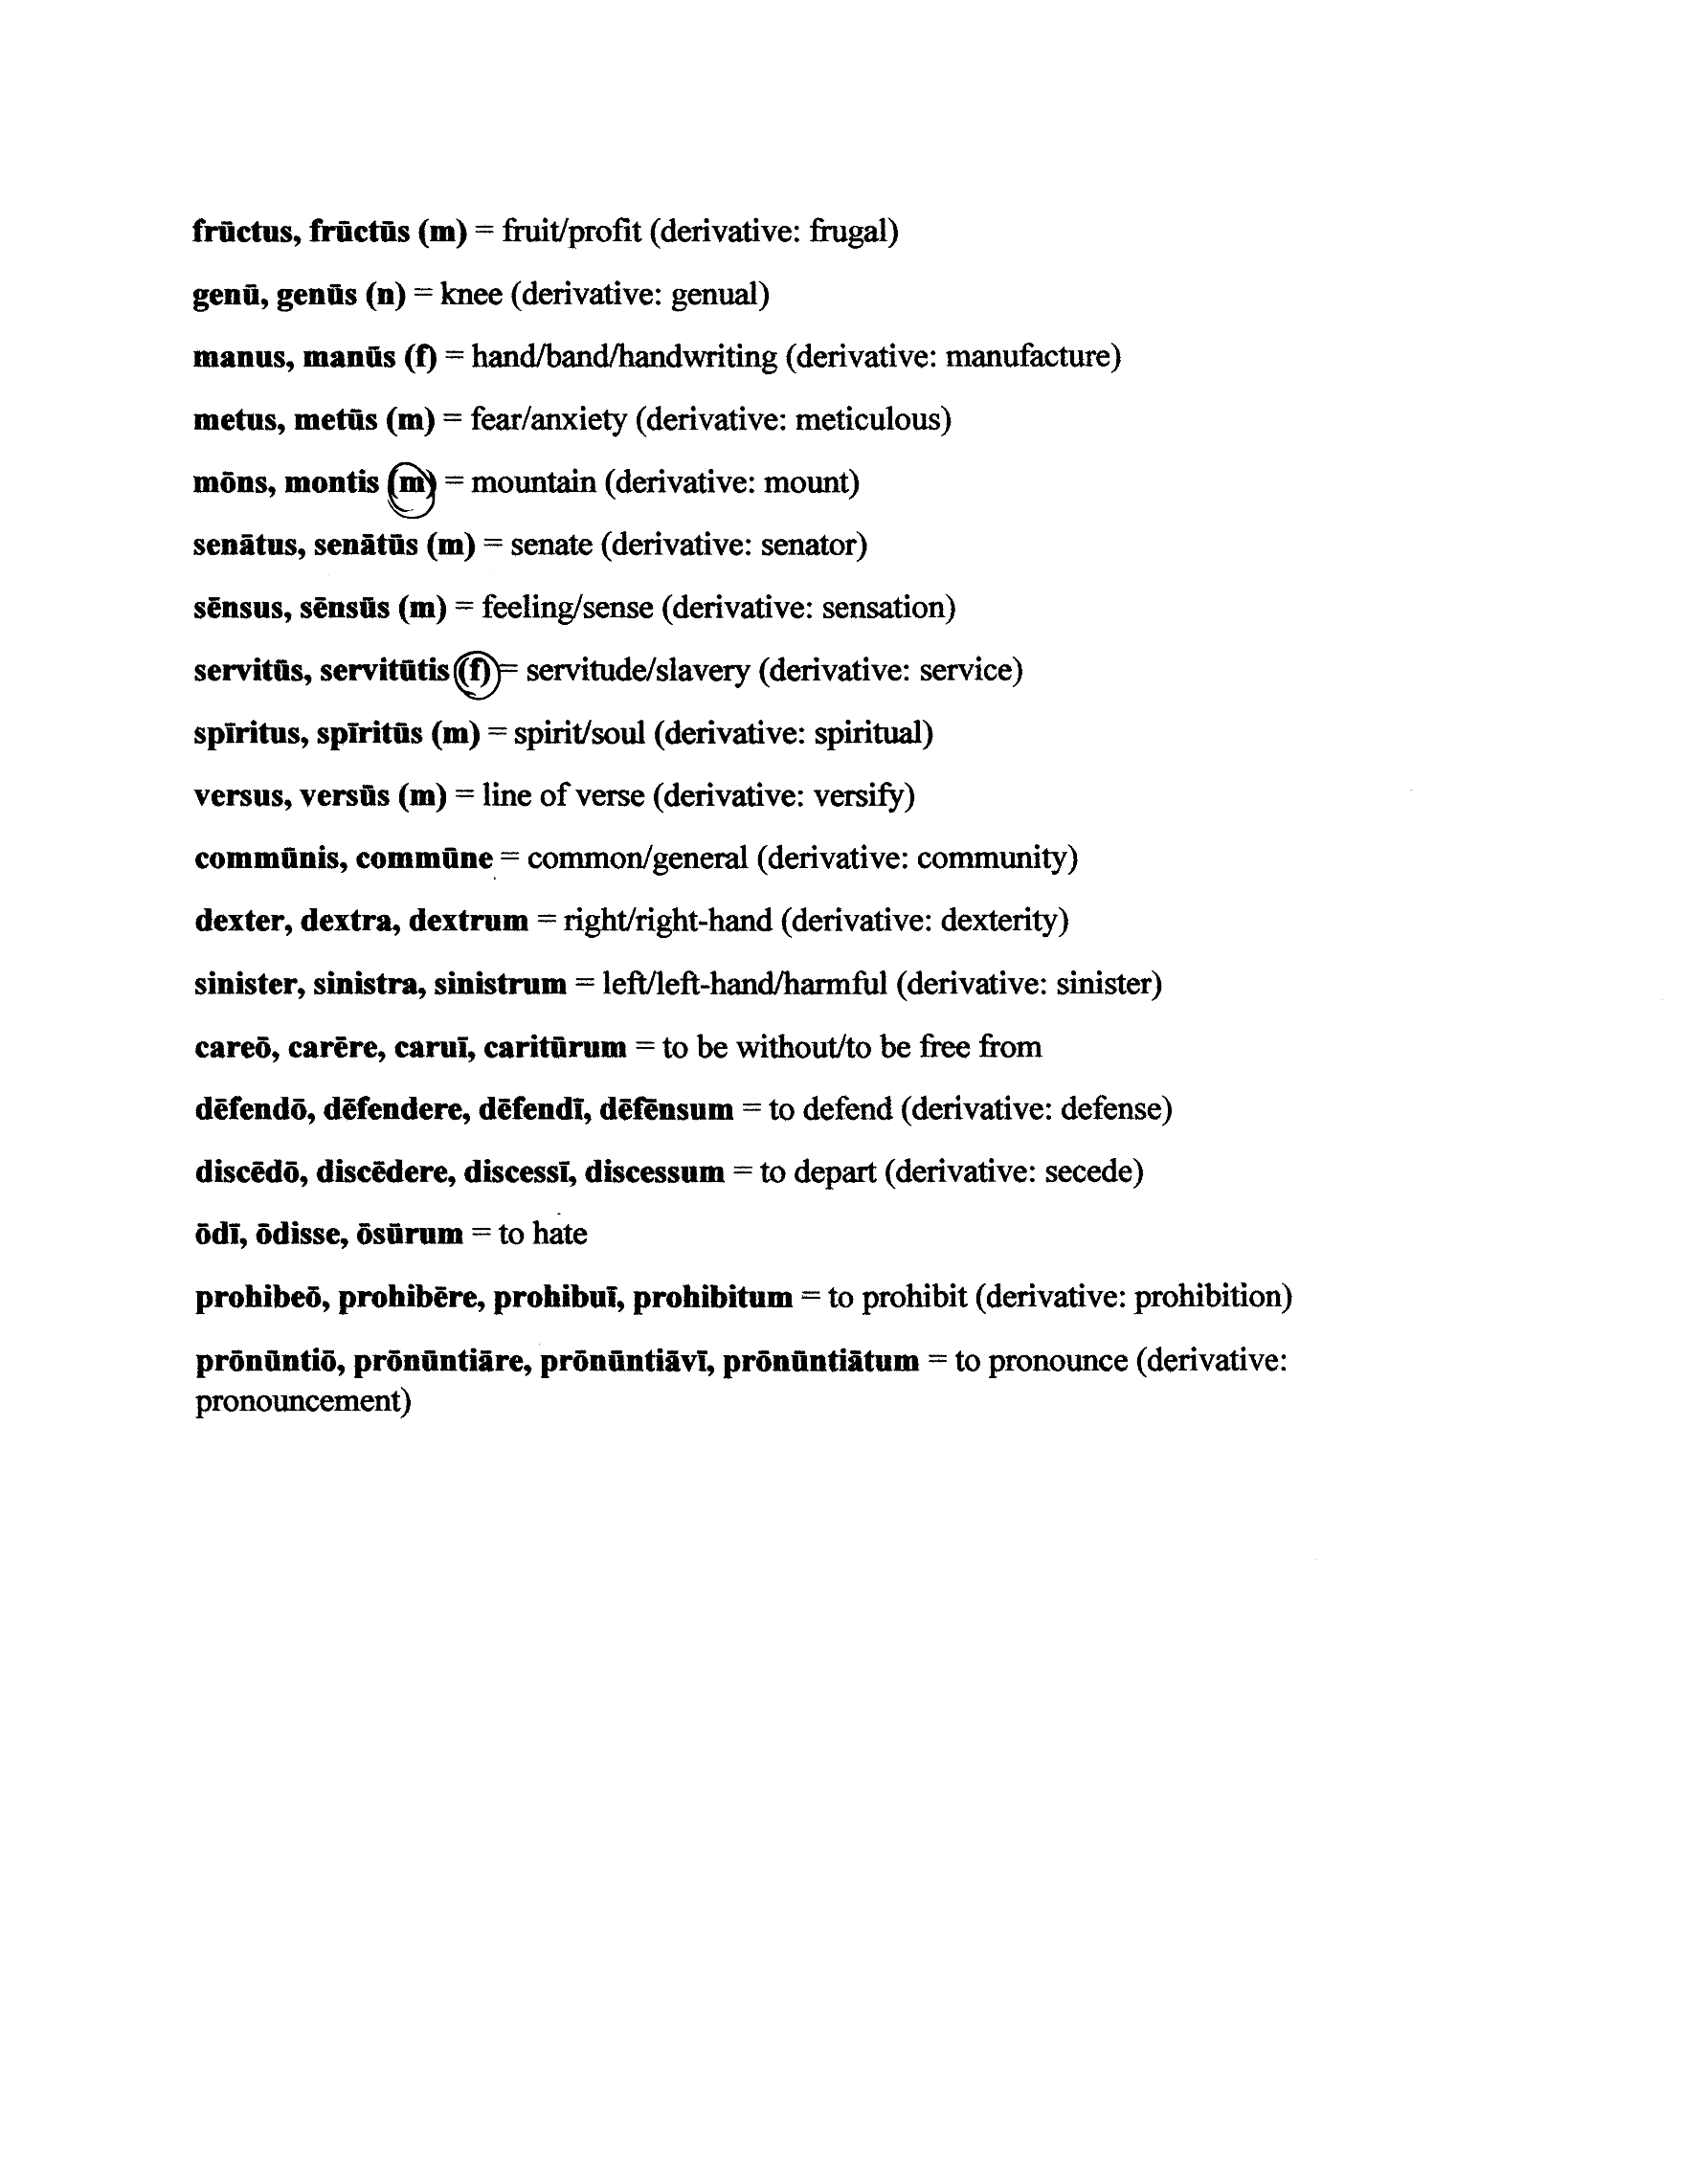 frūctus, frūctūs (m) = fruit/profit (derivative: frugal)
genū, genūs (n) = knee (derivative: genual)
manus, manūs (f) = hand/band/handwriting (derivative: manufacture)
metus, metūs (m) = fear/anxiety (derivative: meticulous)
mōns, montis (m) = mountain (derivative: mount)
senātus, senātūs (m) = senate (derivative: senator)
sēnsus, sēnsūs (m) = feeling/sense (derivative: sensation)
servitūs, servitūtis (f) = servitude/slavery (derivative: service)
spīritus, spīritūs (m) = spirit/soul (derivative: spiritual)
versus, versūs (m) = line of verse (derivative: versify)
commūnis, commūne = common/general (derivative: community)
dexter, dextra, dextrum = right/right-hand (derivative: dexterity)
sinister, sinistra, sinistrum = left/left-hand/harmful (derivative: sinister)
careō, carēre, caruī, caritūrum = to be without/to be free from
dēfendō, dēfendere, dēfendī, dēfēnsum = to defend (derivative: defense)
discēdō, discēdere, discessī, discessum = to depart (derivative: secede)
ōdī, ōdisse, ōsūrum = to hate
prohibeō, prohibēre, prohibuī, prohibitum = to prohibit (derivative: prohibition)
prōnūntiō, prōnūntiāre, prōnūntiāvī, prōnūntiātum = to pronounce (derivative:
pronouncement)